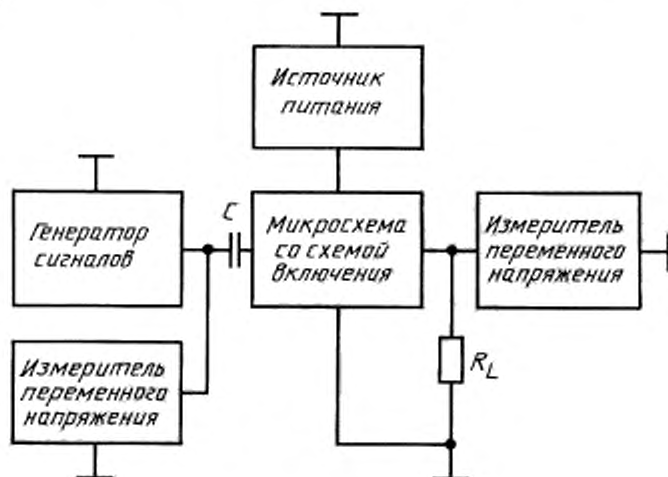 Источник
питания
Генератор
сигналов
C
Микросхема
со схемой
включения
Измеритель
переменного
напряжения
Измеритель
переменного
напряжения
R_L